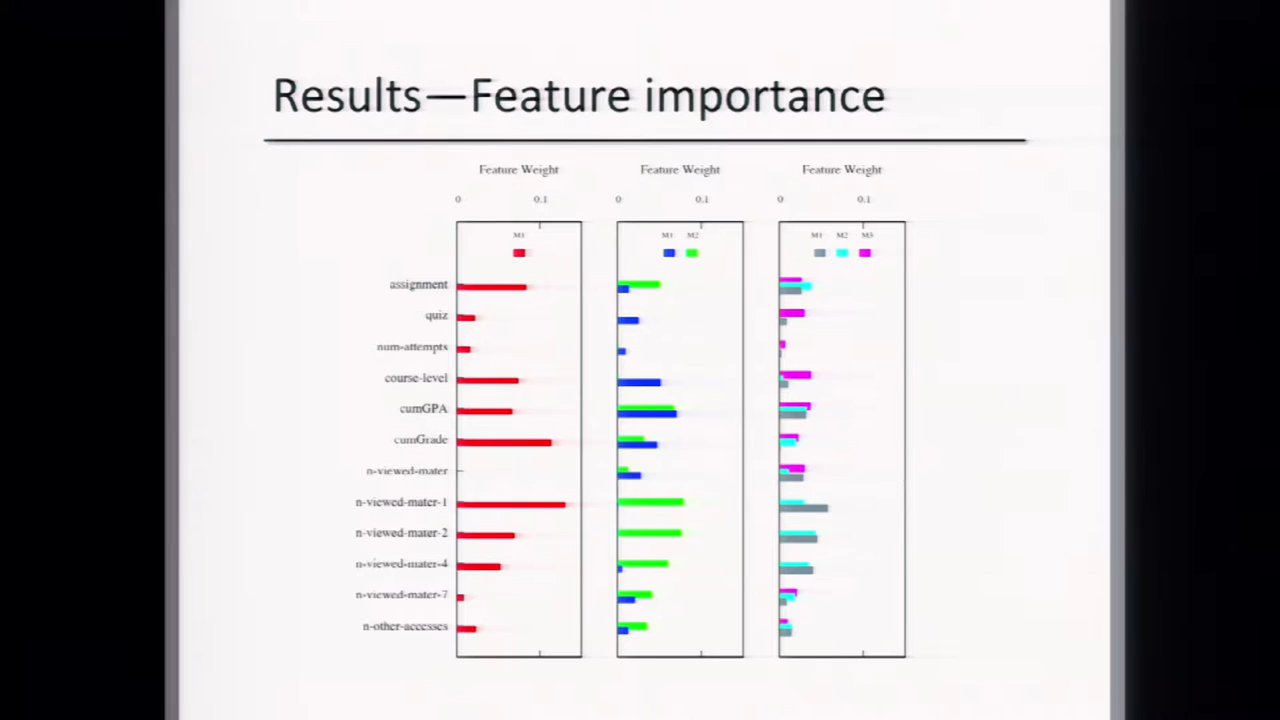 Results—Feature importance
Feature Weight Feature Weight Feature Weight
0 0.1 0 0.1 0 0.1
M1 M1 M2 M1 M2 M3
assignment
quiz
num-attempts
course-level
cumGPA
cumGrade
n-viewed-mater
n-viewed-mater-1
n-viewed-mater-2
n-viewed-mater-4
n-viewed-mater-7
n-other-accesses